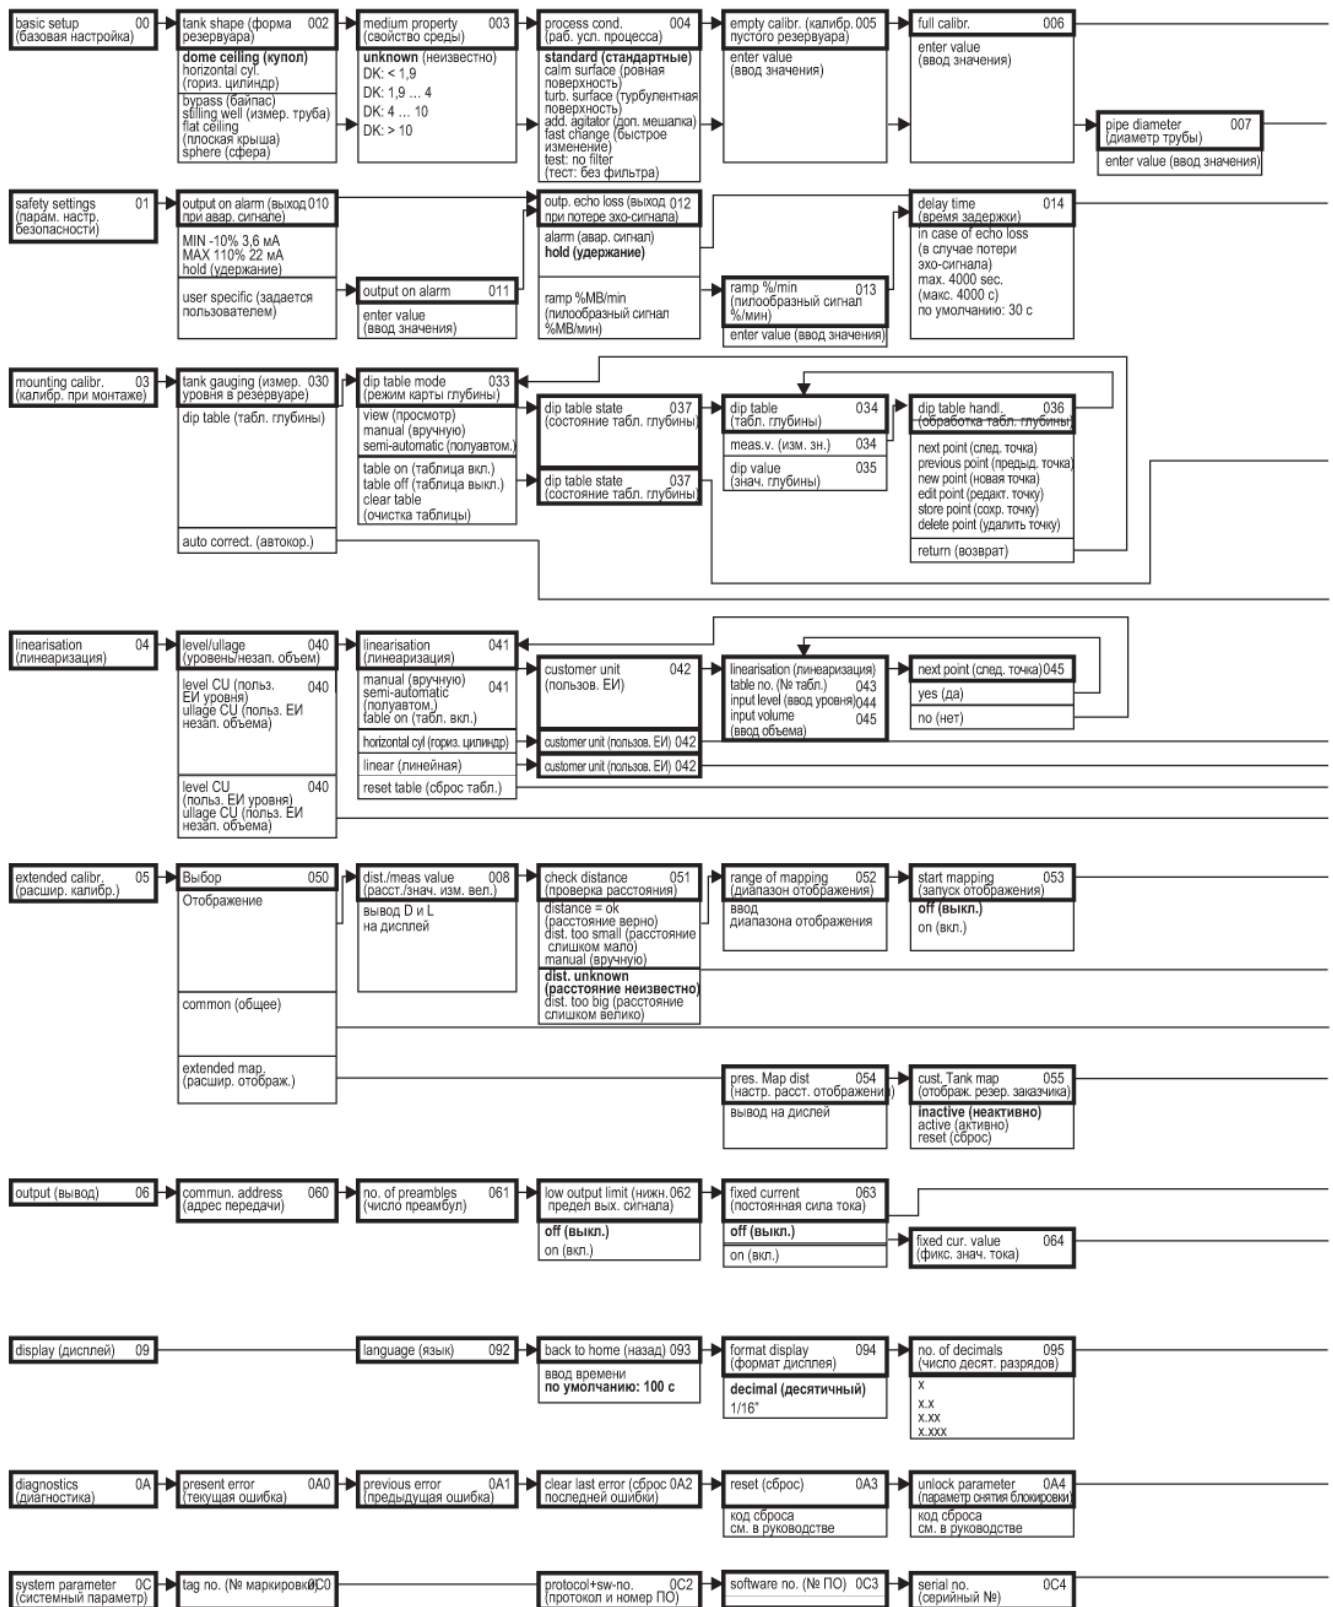 basic setup 00
(базовая настройка)
tank shape (форма 002
резервуара)
dome ceiling (купол)
horizontal cyl.
(гориз. цилиндр)
bypass (байпас)
stilling well (измер. труба)
flat ceiling
(плоская крыша)
sphere (сфера)
medium property 003
(свойство среды)
unknown (неизвестно)
DK: < 1,9
DK: 1,9 … 4
DK: 4 … 10
DK: > 10
process cond. 004
(раб. усл. процесса)
standard (стандартные)
calm surface (ровная
поверхность)
turb. surface (турбулентная
поверхность)
add. agitator (доп. мешалка)
fast change (быстрое
изменение)
test: no filter
(тест: без фильтра)
empty calibr. (калибр. 005
пустого резервуара)
enter value
(ввод значения)
full calibr. 006
enter value
(ввод значения)
pipe diameter 007
(диаметр трубы)
enter value (ввод значения)
safety settings 01
(парам. настр.
безопасности)
output on alarm (выход 010
при авар. сигнале)
MIN -10% 3,6 мА
MAX 110% 22 мА
hold (удержание)
user specific (задается
пользователем)
output on alarm 011
enter value
(ввод значения)
outp. echo loss (выход 012
при потере эхо-сигнала)
alarm (авар. сигнал)
hold (удержание)
ramp %MB/min
(пилообразный сигнал
%МВ/мин)
ramp %/min 013
(пилообразный сигнал
%/мин)
enter value (ввод значения)
delay time 014
(время задержки)
in case of echo loss
(в случае потери
эхо-сигнала)
max. 4000 sec.
(макс. 4000 с)
по умолчанию: 30 с
mounting calibr. 03
(калибр. при монтаже)
tank gauging (измер. 030
уровня в резервуаре)
dip table (табл. глубины)
auto correct. (автокор.)
dip table mode 033
(режим карты глубины)
view (просмотр)
manual (вручную)
semi-automatic (полуавтом.)
table on (таблица вкл.)
table off (таблица выкл.)
clear table
(очистка таблицы)
dip table state 037
(состояние табл. глубины)
dip table state 037
(состояние табл. глубины)
dip table 034
(табл. глубины)
meas.v. (изм. зн.) 034
dip value 035
(знач. глубины)
dip table handl. 036
(обработка табл. глубины)
next point (след. точка)
previous point (предыд. точка)
new point (новая точка)
edit point (редакт. точку)
store point (сохр. точку)
delete point (удалить точку)
return (возврат)
linearisation 04
(линеаризация)
level/ullage 040
(уровень/незап. объем)
level CU (польз. 040
ЕИ уровня)
ullage CU (польз. ЕИ
незап. объема)
level CU 040
(польз. ЕИ уровня)
ullage CU (польз. ЕИ
незап. объема)
linearisation 041
(линеаризация)
manual (вручную)
semi-automatic 041
(полуавтом.)
table on (табл. вкл.)
horizontal cyl (гориз. цилиндр)
linear (линейная)
reset table (сброс табл.)
customer unit 042
(пользов. ЕИ)
customer unit (пользов. ЕИ) 042
customer unit (пользов. ЕИ) 042
linearisation (линеаризация)
table no. (№ табл.) 043
input level (ввод уровня)044
input volume 045
(ввод объема)
next point (след. точка)045
yes (да)
no (нет)
extended calibr. 05
(расшир. калибр.)
Выбор 050
Отображение
common (общее)
extended map.
(расшир. отображ.)
dist./meas value 008
(расст./знач. изм. вел.)
вывод D и L
на дисплей
check distance 051
(проверка расстояния)
distance = ok
(расстояние верно)
dist. too small (расстояние
слишком мало)
manual (вручную)
dist. unknown
(расстояние неизвестно)
dist. too big (расстояние
слишком велико)
range of mapping 052
(диапазон отображения)
ввод
диапазона отображения
start mapping 053
(запуск отображения)
off (выкл.)
on (вкл.)
pres. Map dist 054
(настр. расст. отображения)
вывод на дислей
cust. Tank map 055
(отображ. резер. заказчика)
inactive (неактивно)
active (активно)
reset (сброс)
output (вывод) 06
commun. address 060
(адрес передачи)
no. of preambles 061
(число преамбул)
low output limit (нижн. 062
предел вых. сигнала)
off (выкл.)
on (вкл.)
fixed current 063
(постоянная сила тока)
off (выкл.)
on (вкл.)
fixed cur. value 064
(фикс. знач. тока)
display (дисплей) 09
language (язык) 092
back to home (назад) 093
ввод времени
по умолчанию: 100 с
format display 094
(формат дисплея)
decimal (десятичный)
1/16"
no. of decimals 095
(число десят. разрядов)
x
x.x
x.xx
x.xxx
diagnostics 0A
(диагностика)
present error 0A0
(текущая ошибка)
previous error 0A1
(предыдущая ошибка)
clear last error (сброс 0A2
последней ошибки)
reset (сброс) 0A3
код сброса
см. в руководстве
unlock parameter 0A4
(параметр снятия блокировки)
код сброса
см. в руководстве
system parameter 0C
(системный параметр)
tag no. (№ маркировки)0C0
protocol+sw-no. 0C2
(протокол и номер ПО)
software no. (№ ПО) 0C3
serial no. 0C4
(серийный №)